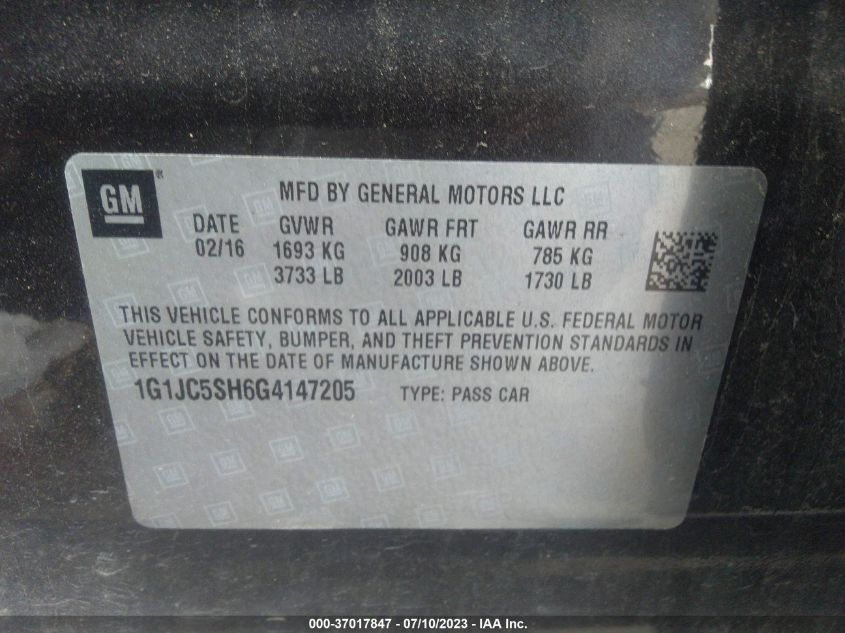 GM ®
MFD BY GENERAL MOTORS LLC
DATE GVWR GAWR FRT GAWR RR
02/16 1693 KG 908 KG 785 KG
3733 LB 2003 LB 1730 LB
THIS VEHICLE CONFORMS TO ALL APPLICABLE U.S. FEDERAL MOTOR
VEHICLE SAFETY, BUMPER, AND THEFT PREVENTION STANDARDS IN
EFFECT ON THE DATE OF MANUFACTURE SHOWN ABOVE.
1G1JC5SH6G4147205 TYPE: PASS CAR
000-37017847 - 07/10/2023 - IAA Inc.